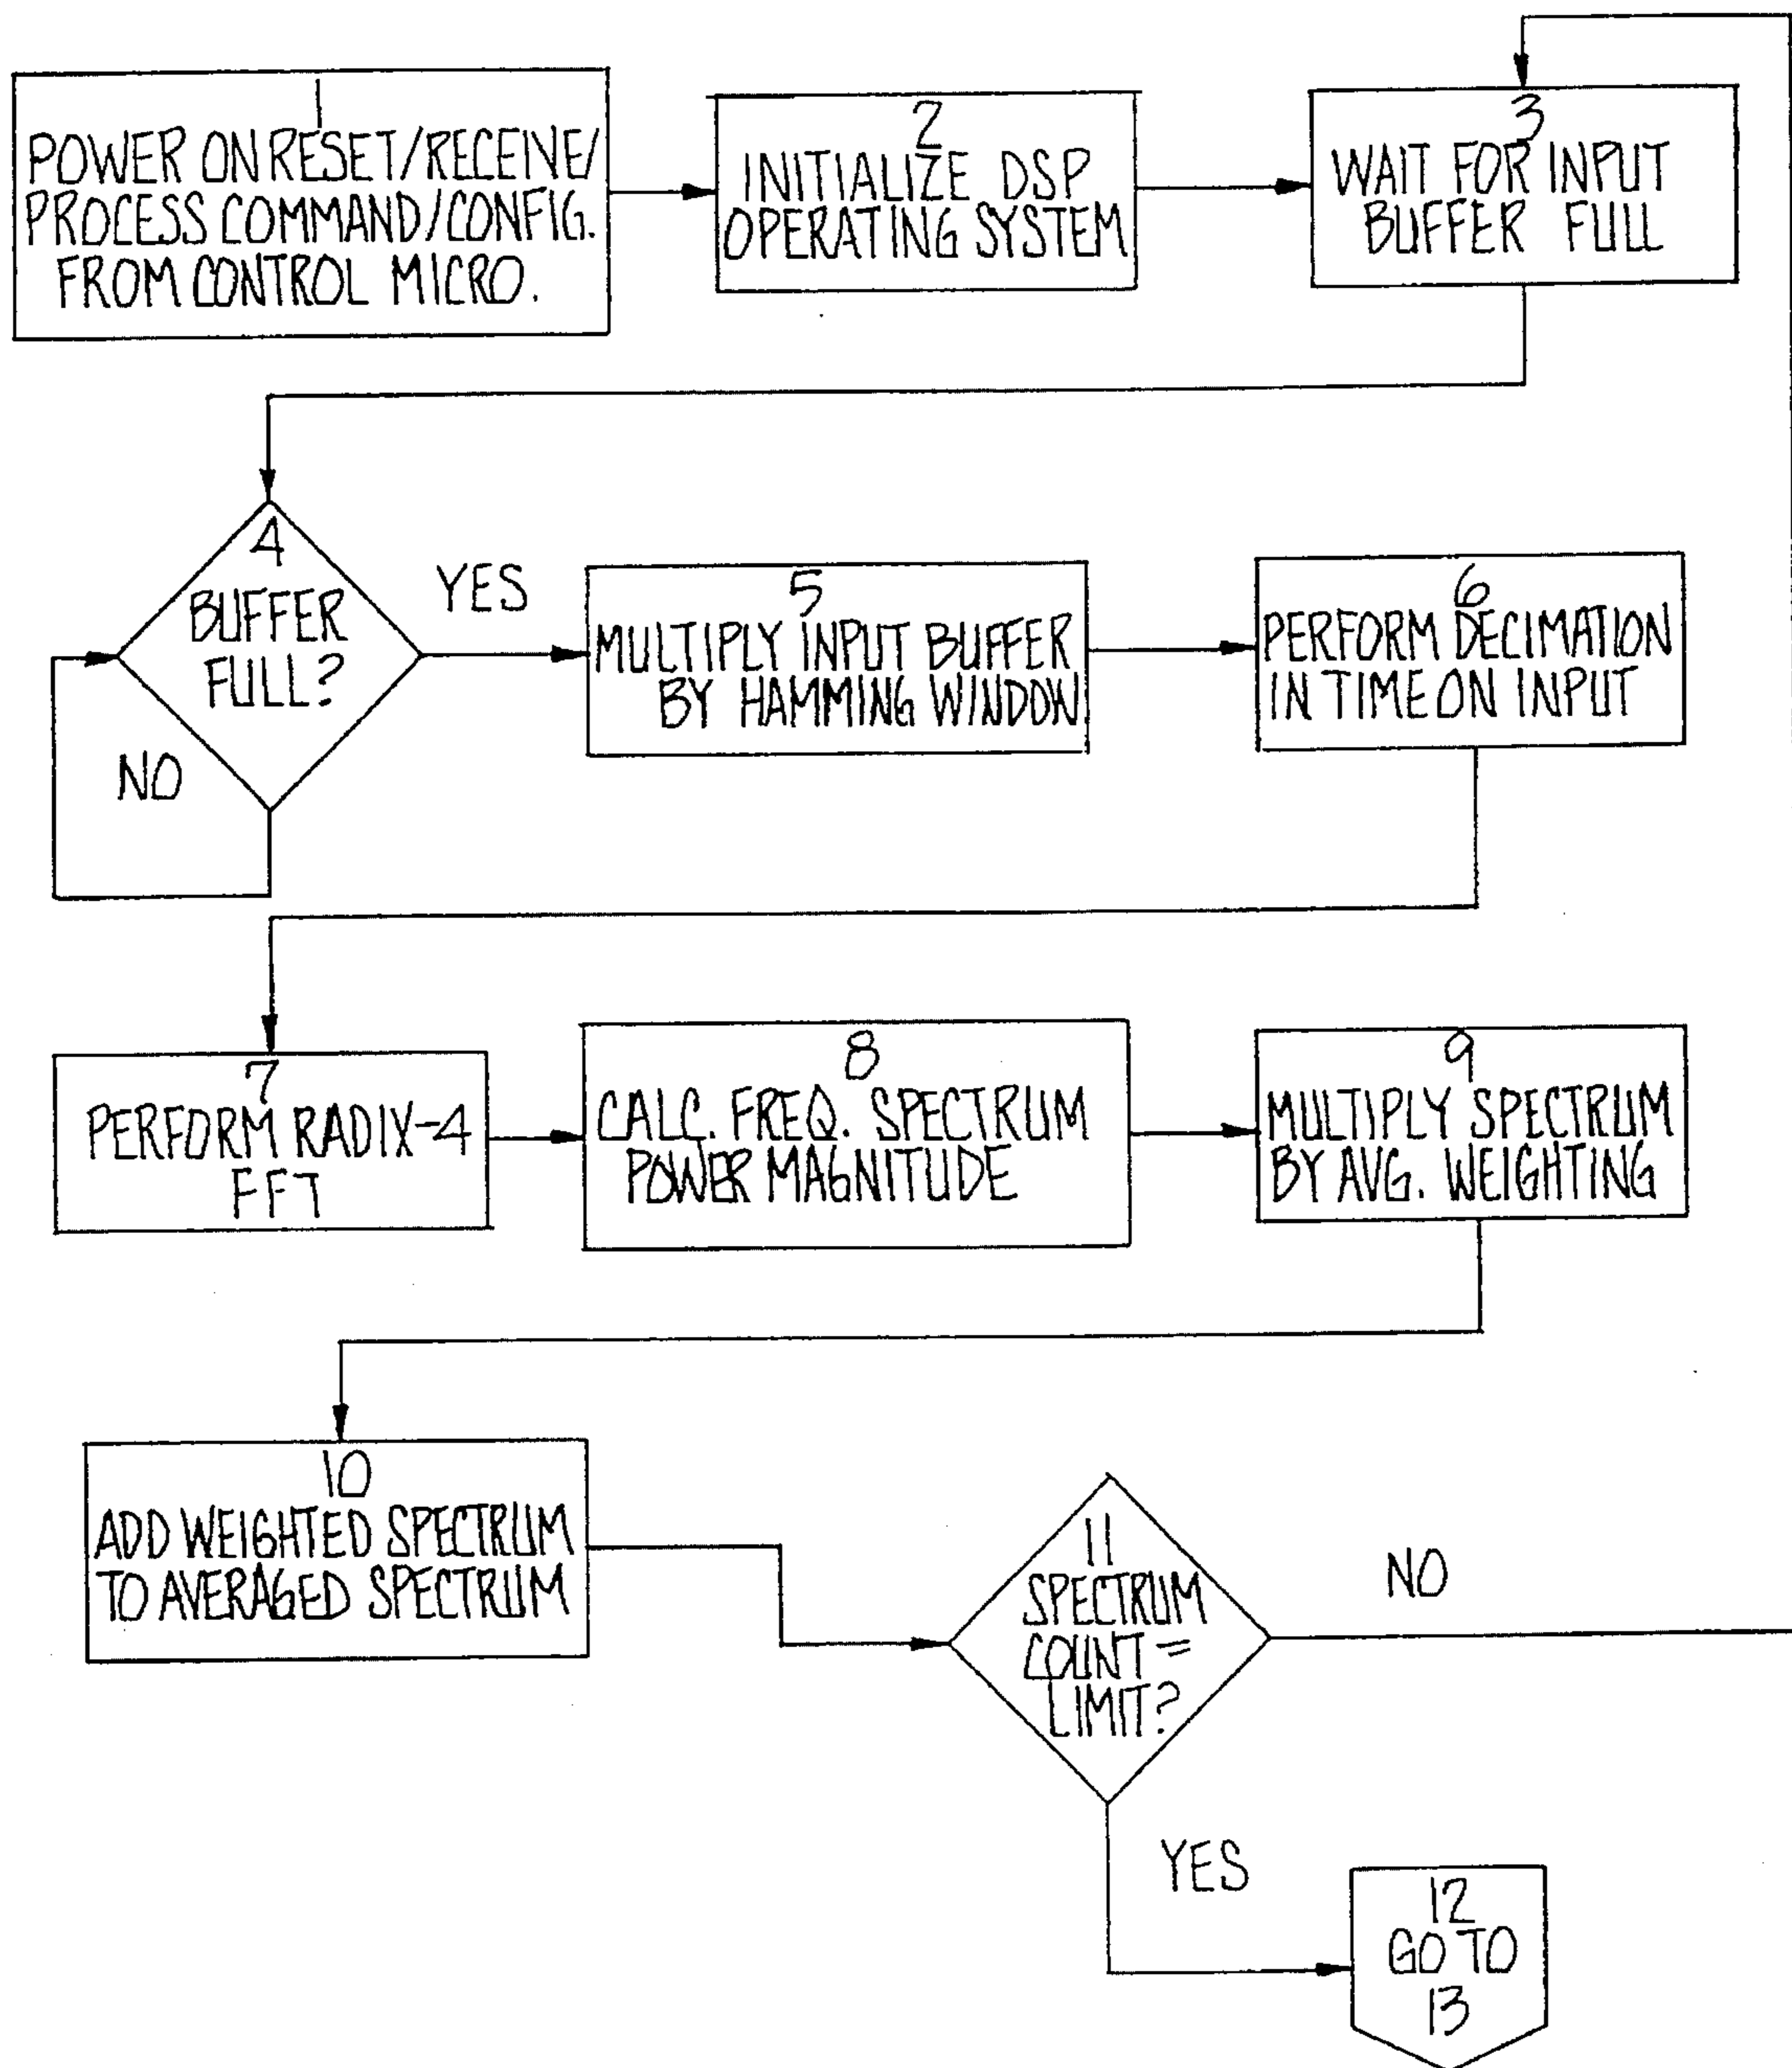 1
POWER ON RESET/RECEIVE/
PROCESS COMMAND/CONFIG.
FROM CONTROL MICRO.
2
INITIALIZE DSP
OPERATING SYSTEM
3
WAIT FOR INPUT
BUFFER FULL
4
BUFFER
FULL?
YES
NO
5
MULTIPLY INPUT BUFFER
BY HAMMING WINDOW
6
PERFORM DECIMATION
IN TIME ON INPUT
7
PERFORM RADIX-4
FFT
8
CALC. FREQ. SPECTRUM
POWER MAGNITUDE
9
MULTIPLY SPECTRUM
BY AVG. WEIGHTING
10
ADD WEIGHTED SPECTRUM
TO AVERAGED SPECTRUM
11
SPECTRUM
COUNT =
LIMIT?
NO
YES
12
GO TO
13